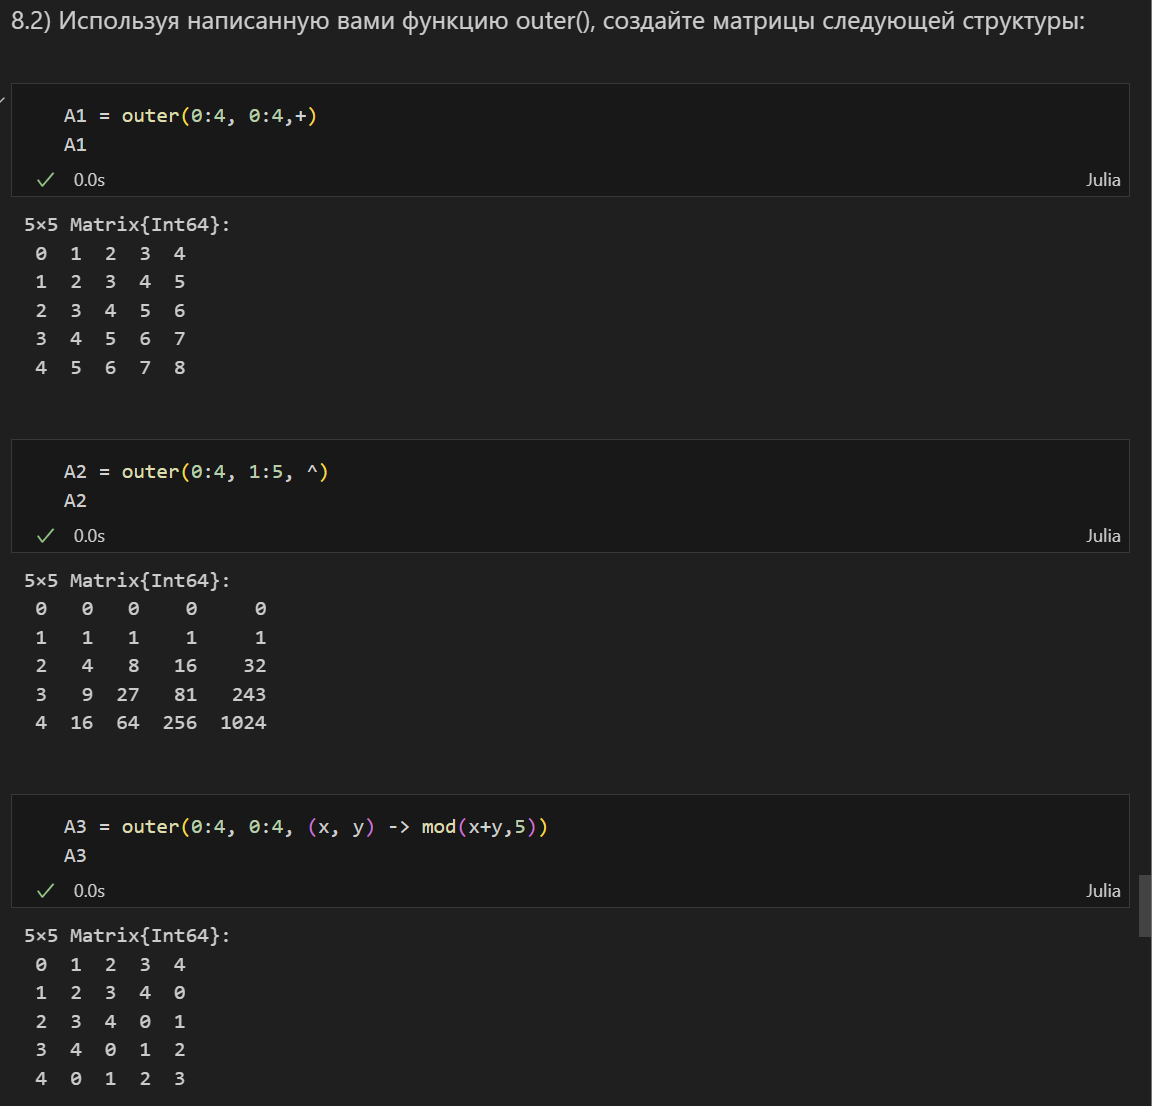 8.2) Используя написанную вами функцию outer(), создайте матрицы следующей структуры:
A1 = outer(0:4, 0:4,+)
A1
0.0s Julia
5×5 Matrix{Int64}:
0 1 2 3 4
1 2 3 4 5
2 3 4 5 6
3 4 5 6 7
4 5 6 7 8
A2 = outer(0:4, 1:5, ^)
A2
0.0s Julia
5×5 Matrix{Int64}:
0 0 0 0 0
1 1 1 1 1
2 4 8 16 32
3 9 27 81 243
4 16 64 256 1024
A3 = outer(0:4, 0:4, (x, y) -> mod(x+y,5))
A3
0.0s Julia
5×5 Matrix{Int64}:
0 1 2 3 4
1 2 3 4 0
2 3 4 0 1
3 4 0 1 2
4 0 1 2 3